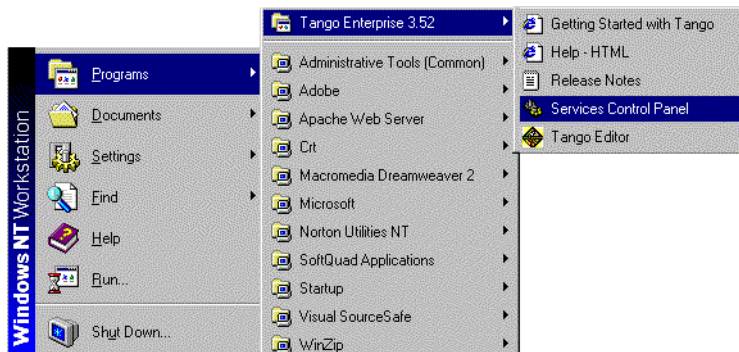 Windows NT Workstation
Programs
Documents
Settings
Find
Help
Run...
Shut Down...
Tango Enterprise 3.52
Administrative Tools (Common)
Adobe
Apache Web Server
Crt
Macromedia Dreamweaver 2
Microsoft
Norton Utilities NT
SoftQuad Applications
Startup
Visual SourceSafe
WinZip
Getting Started with Tango
Help - HTML
Release Notes
Services Control Panel
Tango Editor